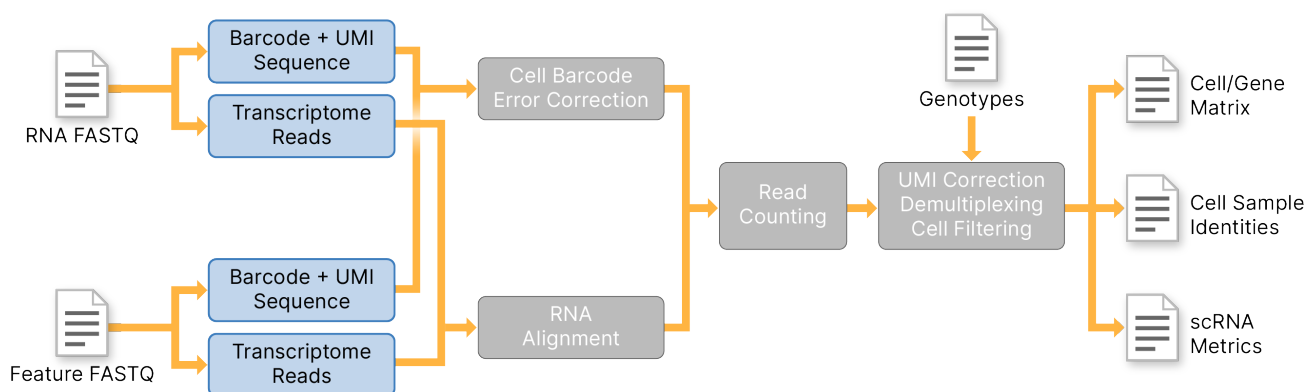 RNA FASTQ
Barcode + UMI
Sequence
Transcriptome
Reads
Feature FASTQ
Barcode + UMI
Sequence
Transcriptome
Reads
Cell Barcode
Error Correction
RNA
Alignment
Read
Counting
Genotypes
UMI Correction
Demultiplexing
Cell Filtering
Cell/Gene
Matrix
Cell Sample
Identities
scRNA
Metrics